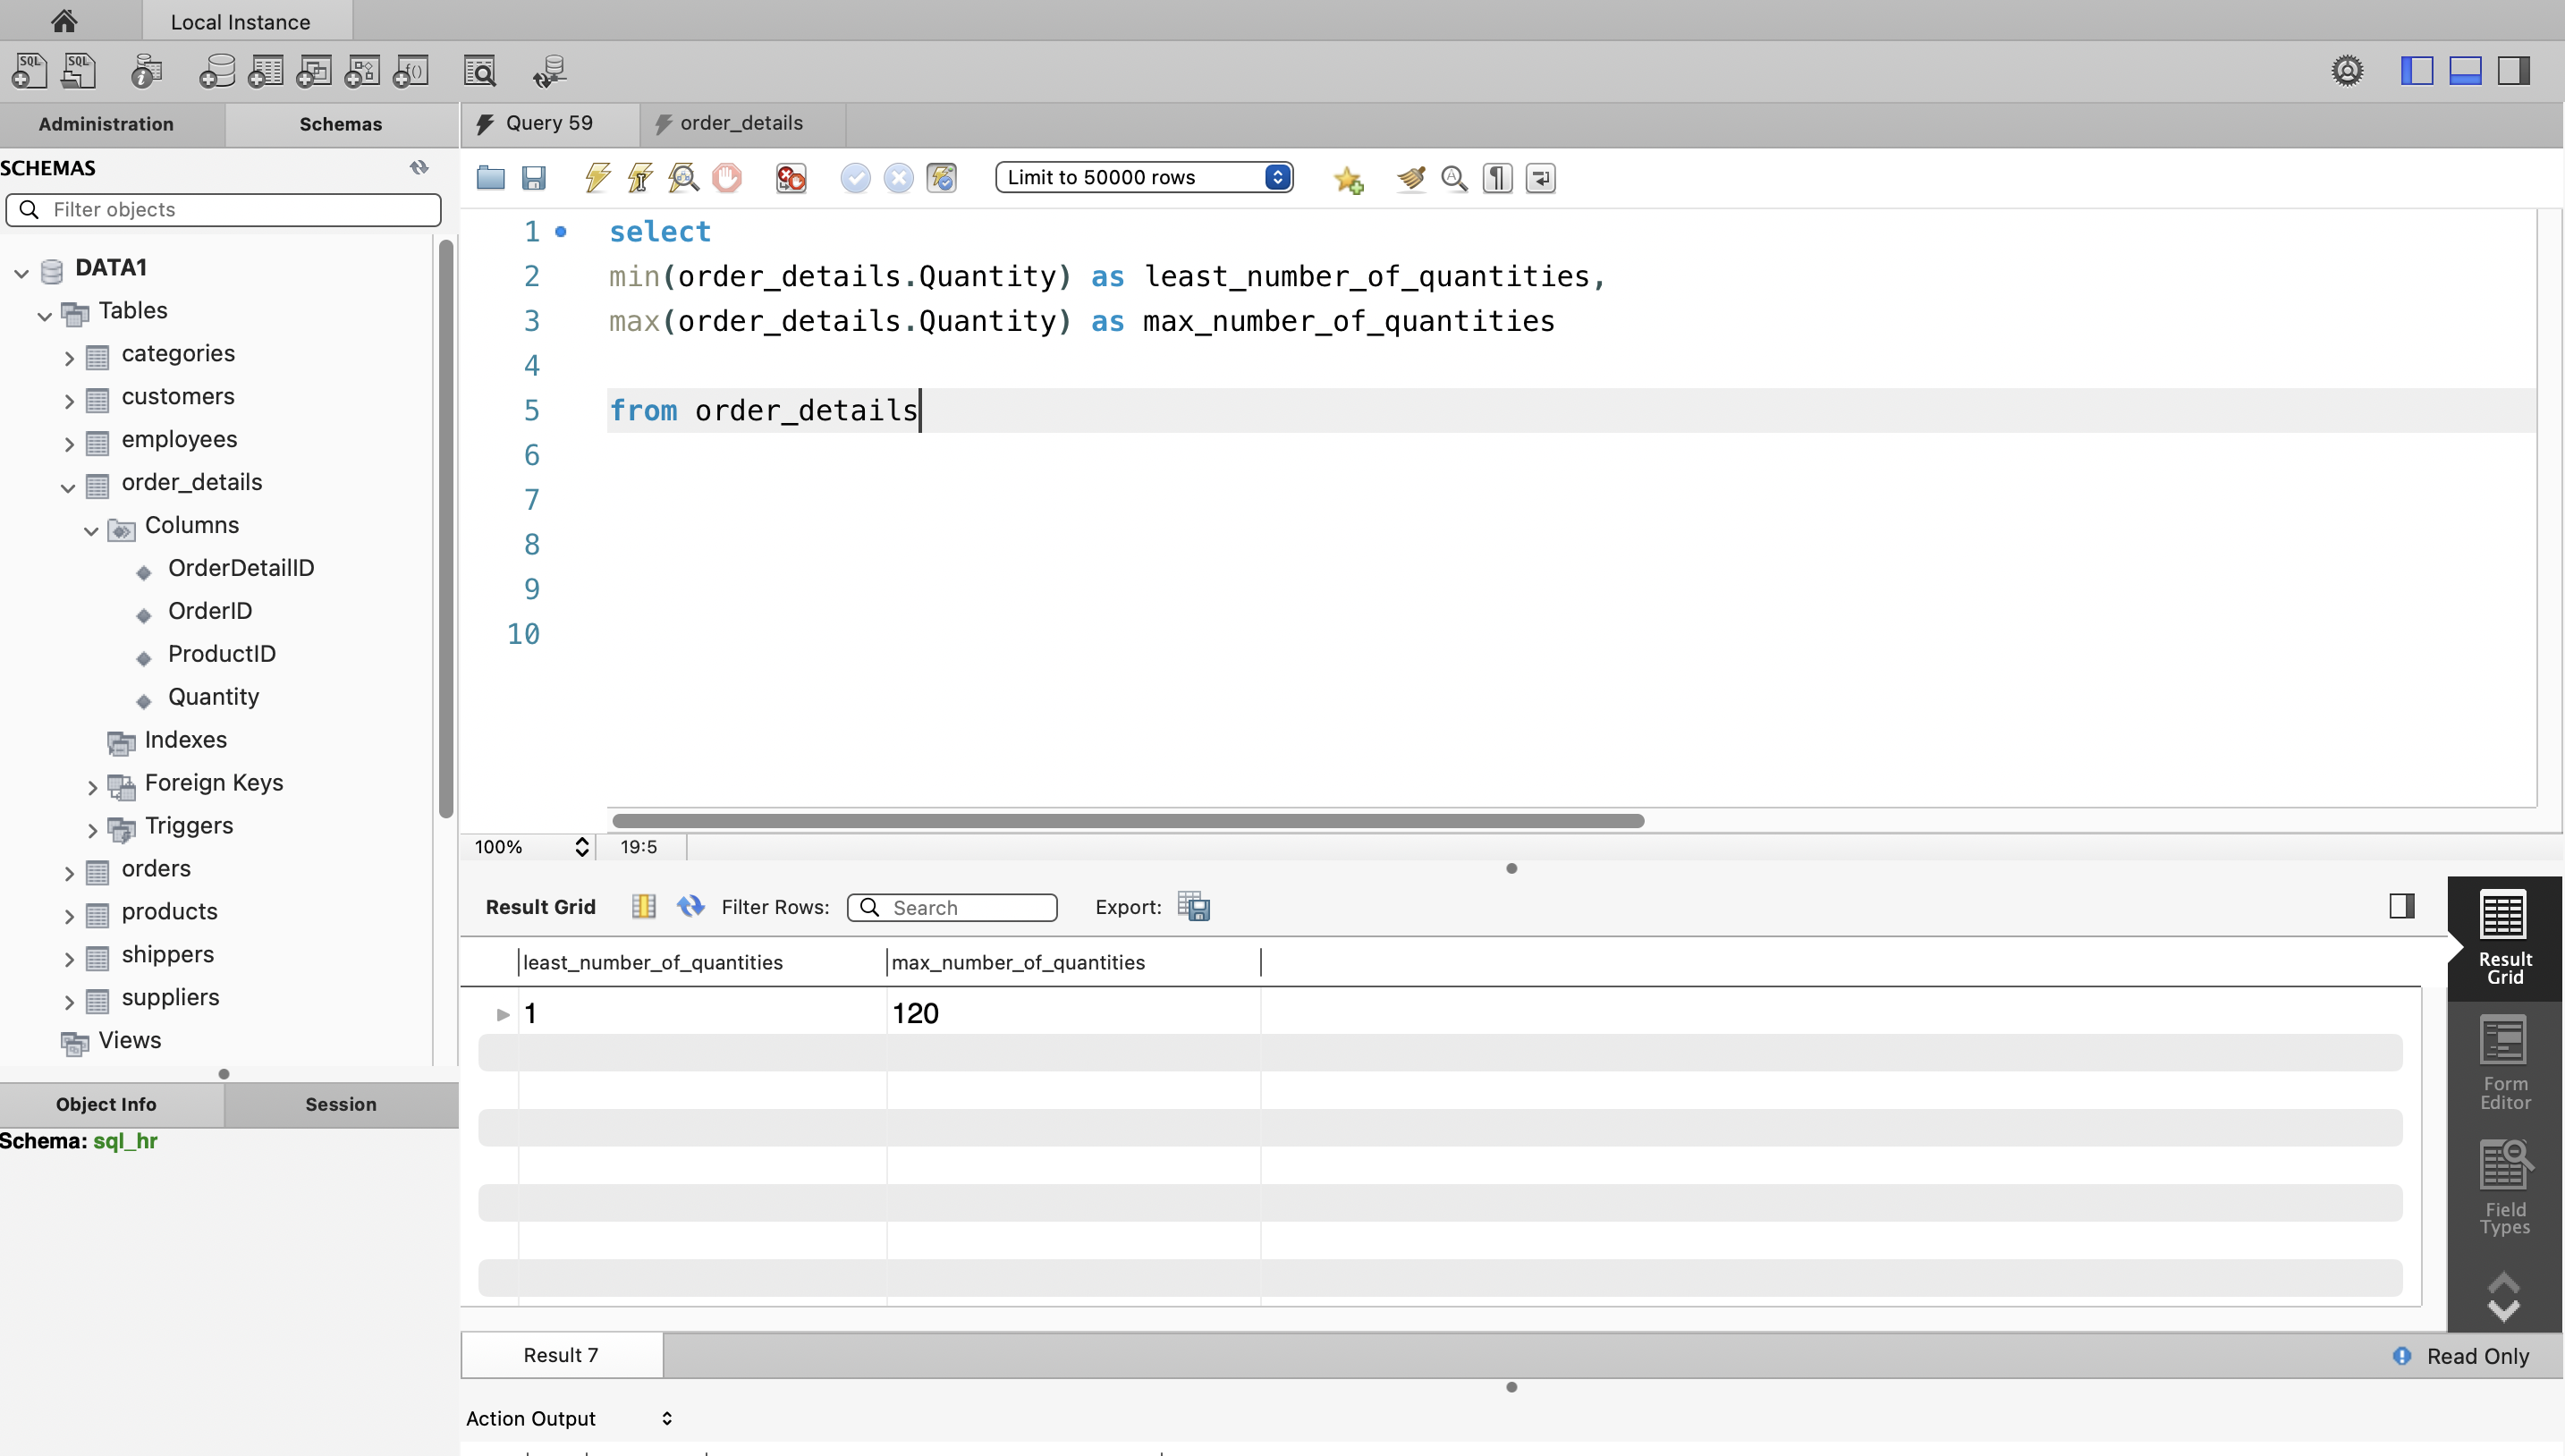 Local Instance
SQL SQL
Administration Schemas
Query 59 order_details
SCHEMAS
Filter objects
Limit to 50000 rows
DATA1
Tables
categories
customers
employees
order_details
Columns
OrderDetailID
OrderID
ProductID
Quantity
Indexes
Foreign Keys
Triggers
orders
products
shippers
suppliers
Views
Object Info Session
Schema: sql_hr
1 select
2 min(order_details.Quantity) as least_number_of_quantities,
3 max(order_details.Quantity) as max_number_of_quantities
4
5 from order_details
6
7
8
9
10
100% 19:5
Result Grid Filter Rows: Search Export:
least_number_of_quantities max_number_of_quantities
1 120
Result
Grid
Form
Editor
Field
Types
Result 7 Read Only
Action Output